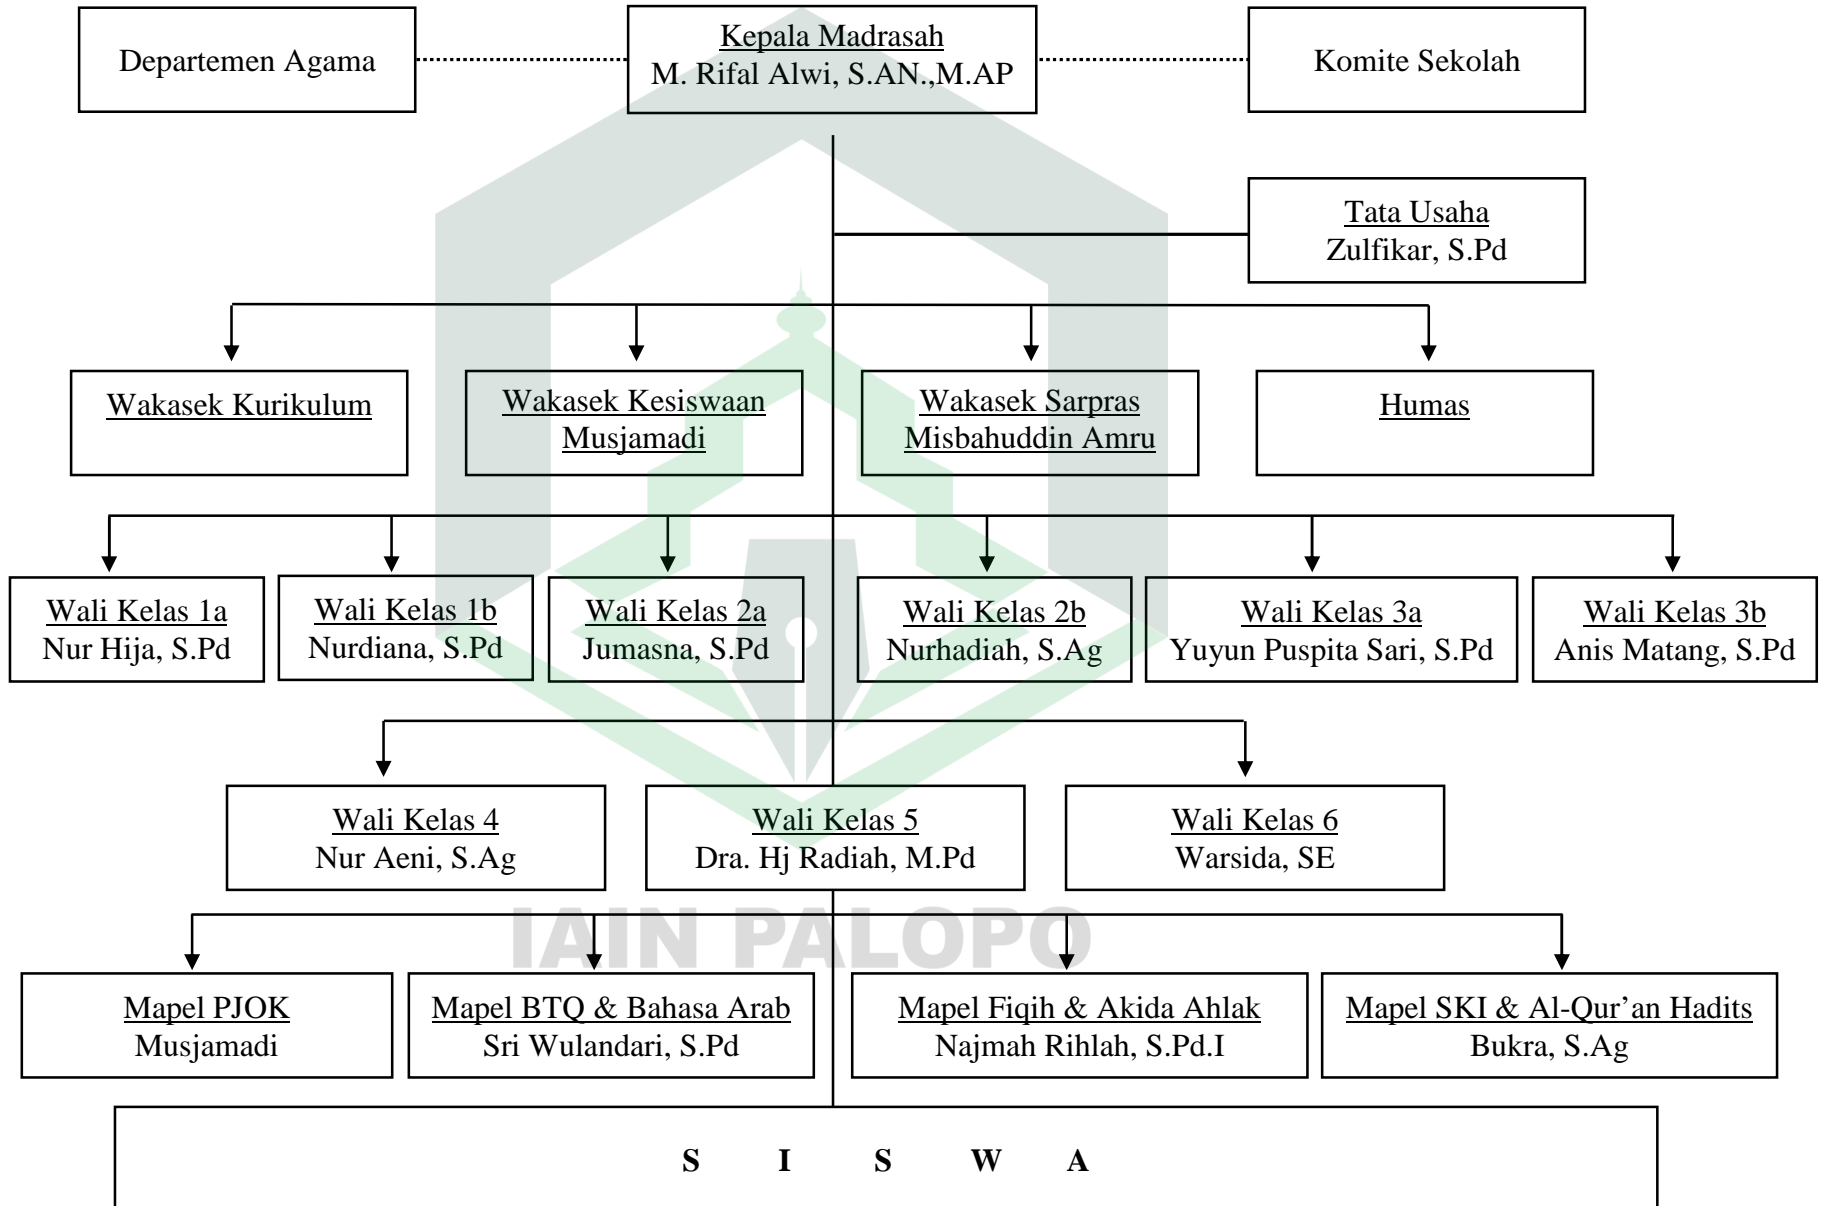 Departemen Agama
Kepala Madrasah
M. Rifal Alwi, S.AN.,M.AP
Komite Sekolah
Tata Usaha
Zulfikar, S.Pd
Wakasek Kurikulum
Wakasek Kesiswaan
Musjamadi
Wakasek Sarpras
Misbahuddin Amru
Humas
Wali Kelas 1a
Nur Hija, S.Pd
Wali Kelas 1b
Nurdiana, S.Pd
Wali Kelas 2a
Jumasna, S.Pd
Wali Kelas 2b
Nurhadiah, S.Ag
Wali Kelas 3a
Yuyun Puspita Sari, S.Pd
Wali Kelas 3b
Anis Matang, S.Pd
Wali Kelas 4
Nur Aeni, S.Ag
Wali Kelas 5
Dra. Hj Radiah, M.Pd
Wali Kelas 6
Warsida, SE
IAIN PALOPO
Mapel PJOK
Musjamadi
Mapel BTQ & Bahasa Arab
Sri Wulandari, S.Pd
Mapel Fiqih & Akida Ahlak
Najmah Rihlah, S.Pd.I
Mapel SKI & Al-Qur’an Hadits
Bukra, S.Ag
S I S W A